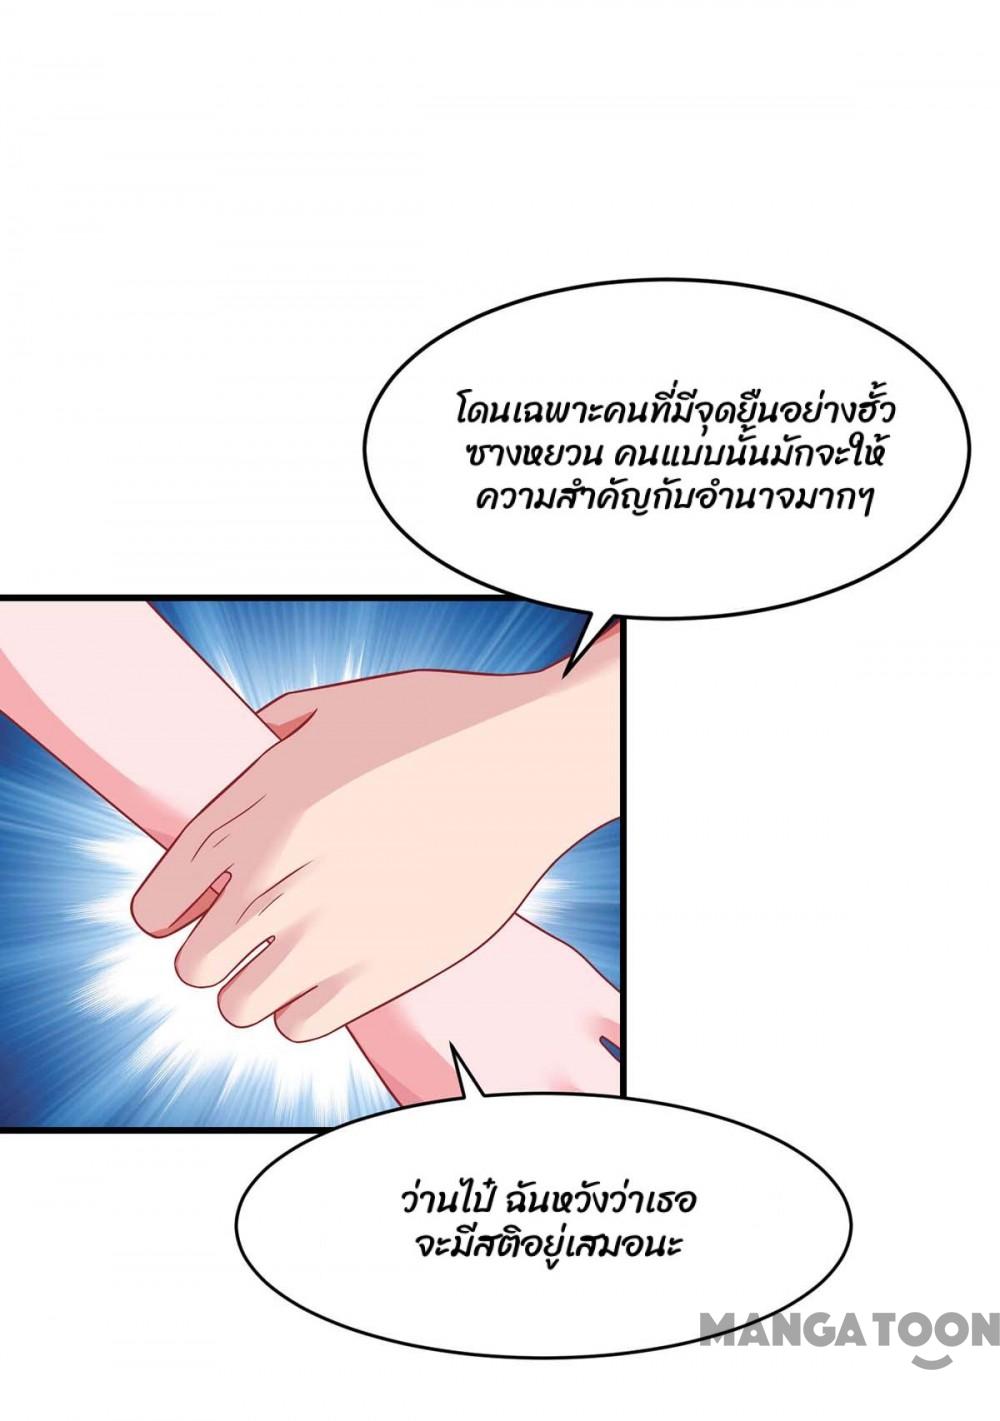 โดนเฉพาะคนที่มีจุดยืนอย่างฮั้ว
ซางหยวน คนแบบนั้นมักจะให้
ความสำคัญกับอำนาจมากๆ
ว่านไป๋ ฉันหวังว่าเธอ
จะมีสติอยู่เสมอนะ
MANGATOON